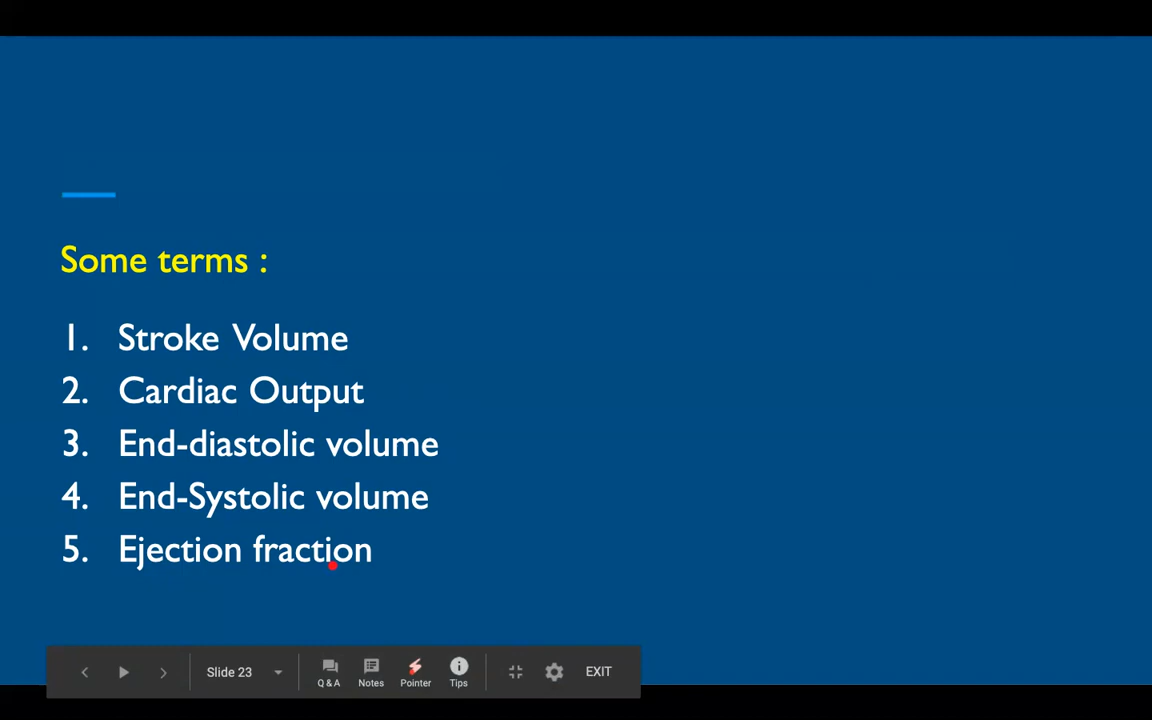 Some terms :
1. Stroke Volume
2. Cardiac Output
3. End-diastolic volume
4. End-Systolic volume
5. Ejection fraction
Slide 23
Q & A
Notes
Pointer
Tips
EXIT